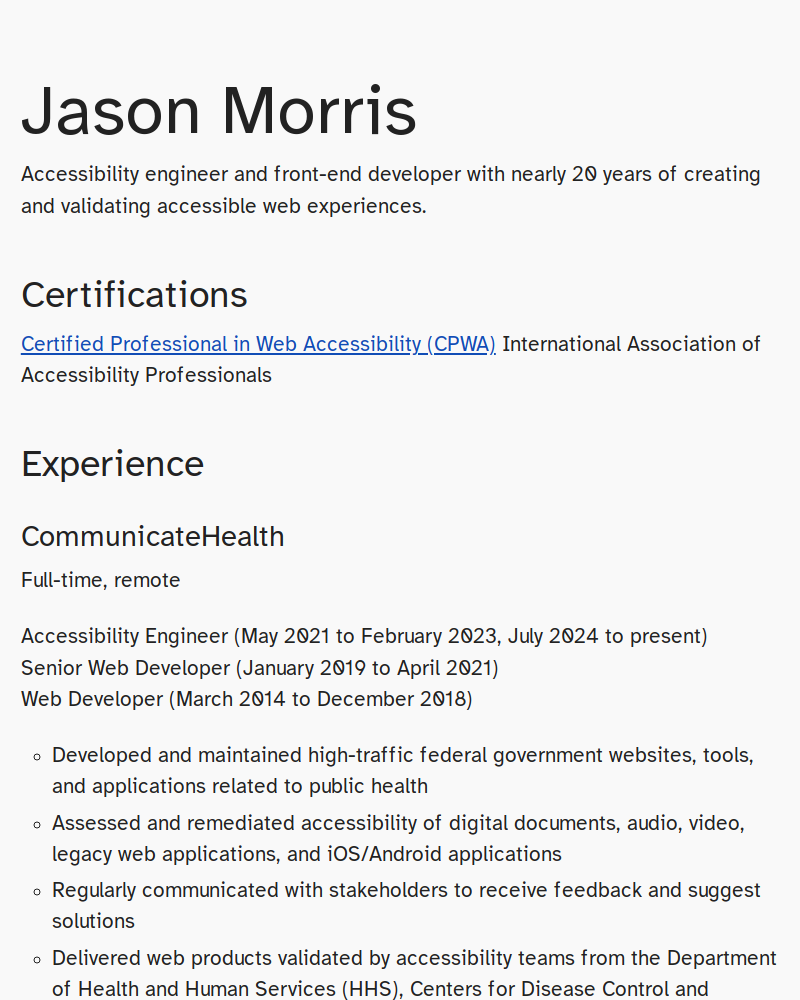 Jason Morris
Accessibility engineer and front-end developer with nearly 20 years of creating
and validating accessible web experiences.
Certifications
Certified Professional in Web Accessibility (CPWA) International Association of
Accessibility Professionals
Experience
CommunicateHealth
Full-time, remote
Accessibility Engineer (May 2021 to February 2023, July 2024 to present)
Senior Web Developer (January 2019 to April 2021)
Web Developer (March 2014 to December 2018)
Developed and maintained high-traffic federal government websites, tools,
and applications related to public health
Assessed and remediated accessibility of digital documents, audio, video,
legacy web applications, and iOS/Android applications
Regularly communicated with stakeholders to receive feedback and suggest
solutions
Delivered web products validated by accessibility teams from the Department
of Health and Human Services (HHS), Centers for Disease Control and